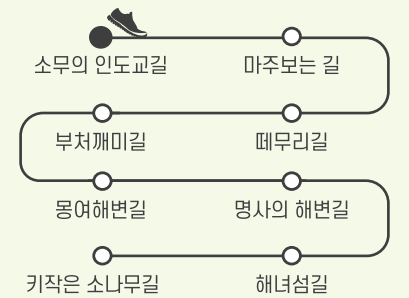 소무의 인도교길
마주보는 길
부처깨미길
떼무리길
몽여해변길
명사의 해변길
키작은 소나무길
해녀섬길